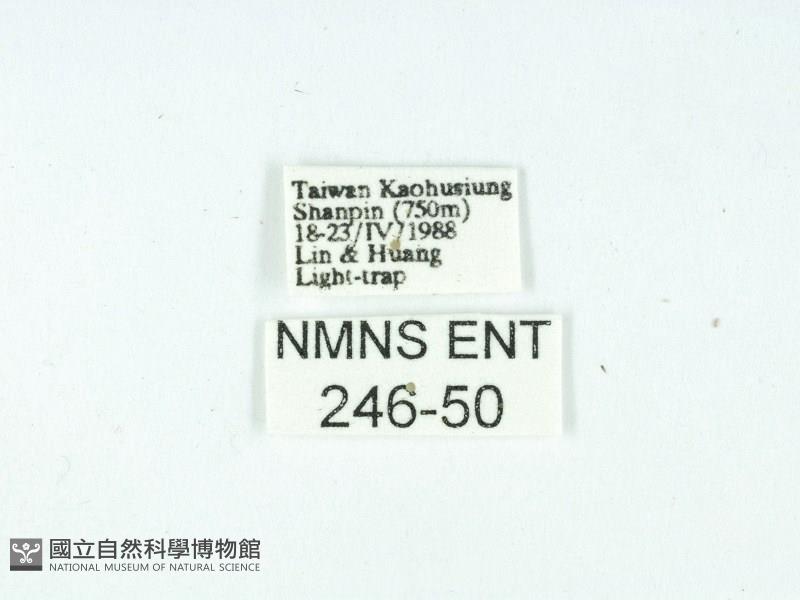 Taiwan Kaohusiung
Shanpin (750m)
18-23/IV/1988
Lin & Huang
Light-trap
NMNS ENT
246-50
國立自然科學博物館
NATIONAL MUSEUM OF NATURAL SCIENCE